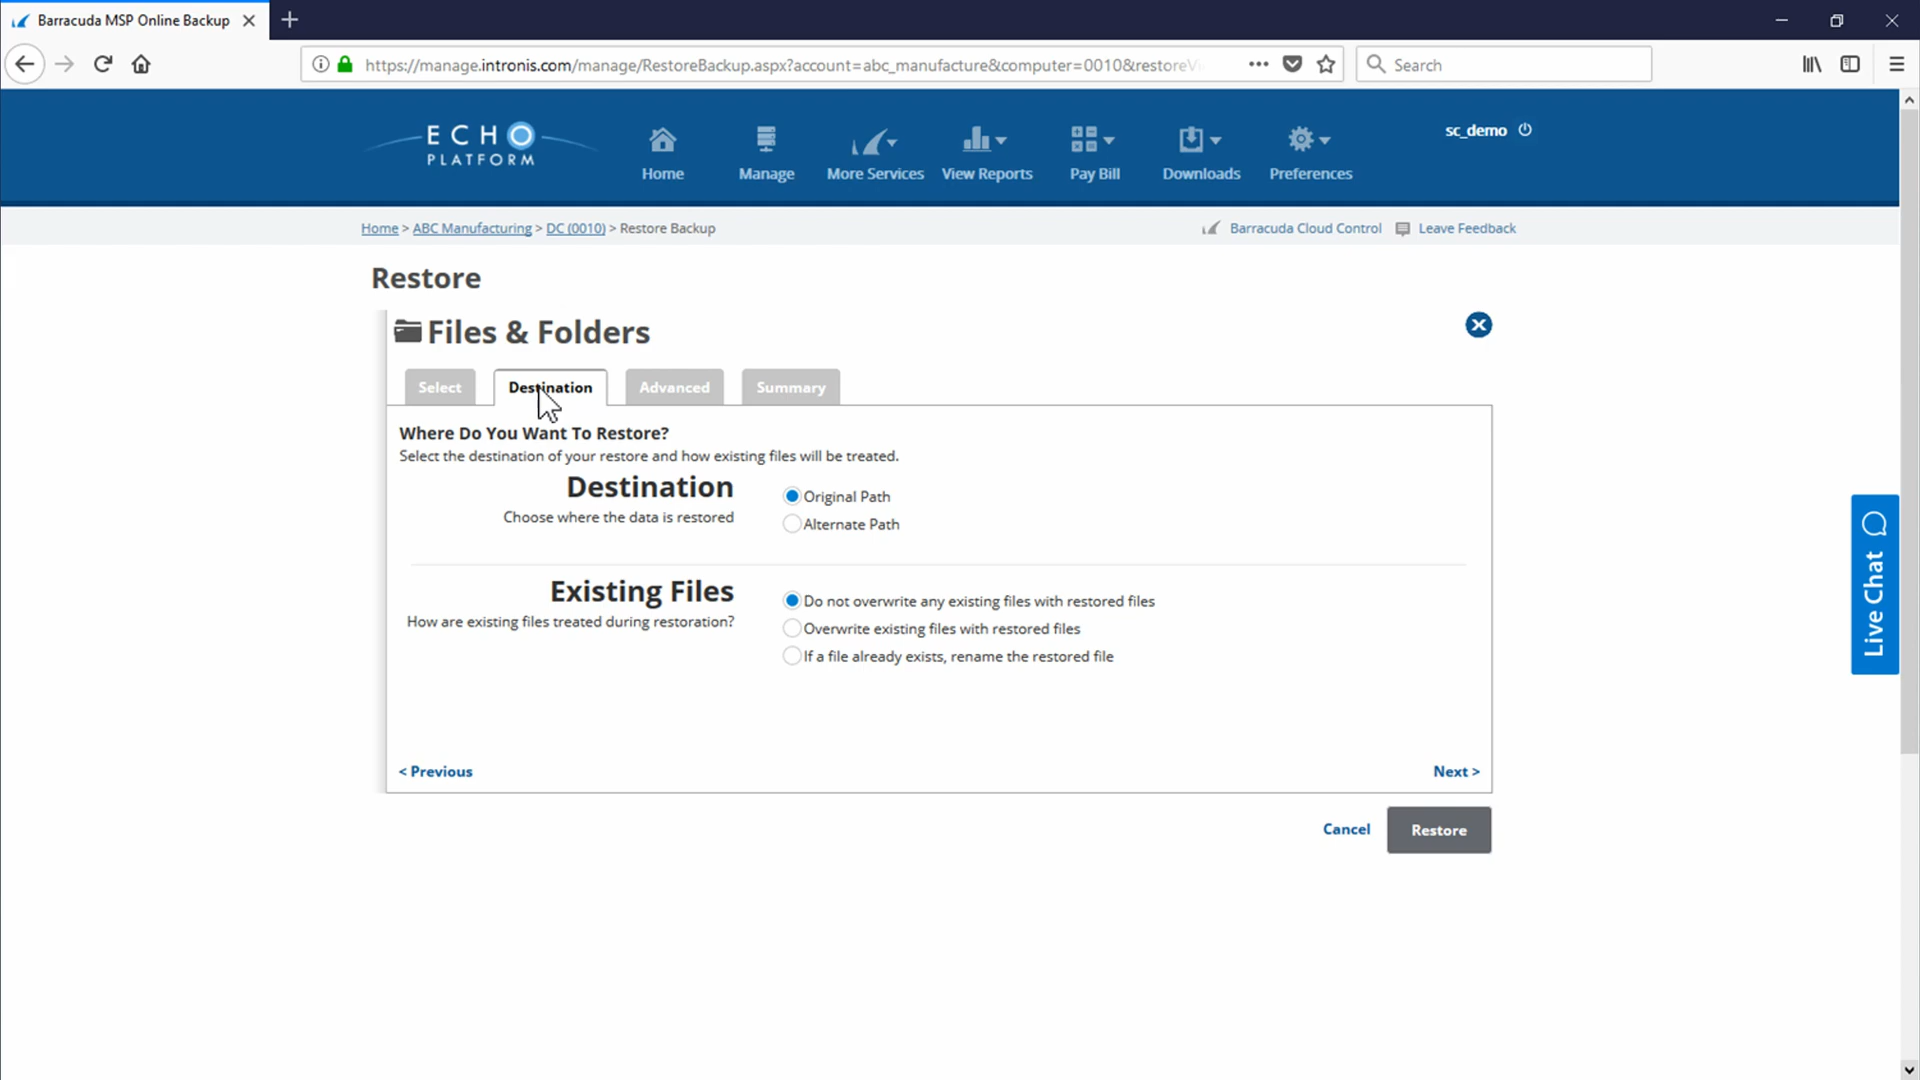 Barracuda MSP Online Backup
https://manage.intronis.com/manage/RestoreBackup.aspx?account=abc_manufacture&computer=0010&restoreVi
Search
ECHO
PLATFORM
Home
Manage
More Services
View Reports
Pay Bill
Downloads
Preferences
sc_demo
Home > ABC Manufacturing > DC (0010) > Restore Backup
Barracuda Cloud Control
Leave Feedback
Restore
Files & Folders
Select
Destination
Advanced
Summary
Where Do You Want To Restore?
Select the destination of your restore and how existing files will be treated.
Destination
Choose where the data is restored
Original Path
Alternate Path
Existing Files
How are existing files treated during restoration?
Do not overwrite any existing files with restored files
Overwrite existing files with restored files
If a file already exists, rename the restored file
< Previous
Next >
Cancel
Restore
Live Chat